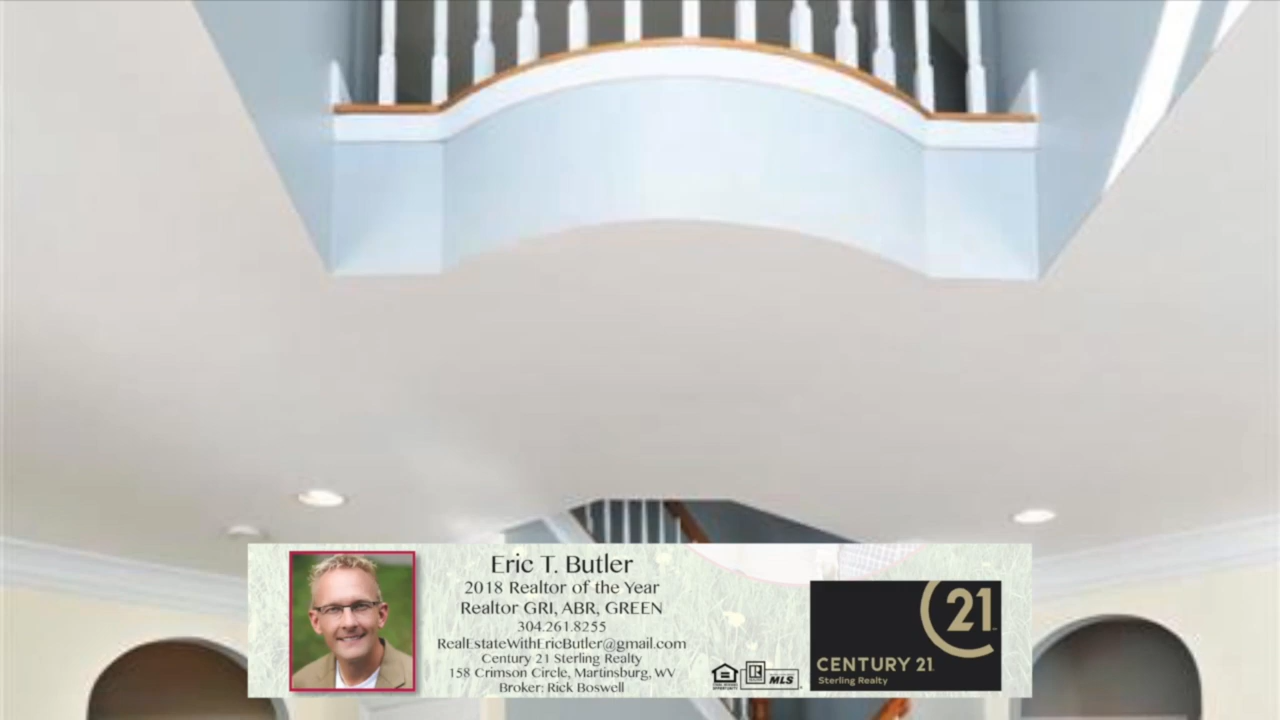 Eric T. Butler
2018 Realtor of the Year
Realtor GRI, ABR, GREEN
304.261.8255
RealEstateWithEricButler@gmail.com
Century 21 Sterling Realty
158 Crimson Circle, Martinsburg, WV
Broker: Rick Boswell
MLS
21
CENTURY 21
Sterling Realty